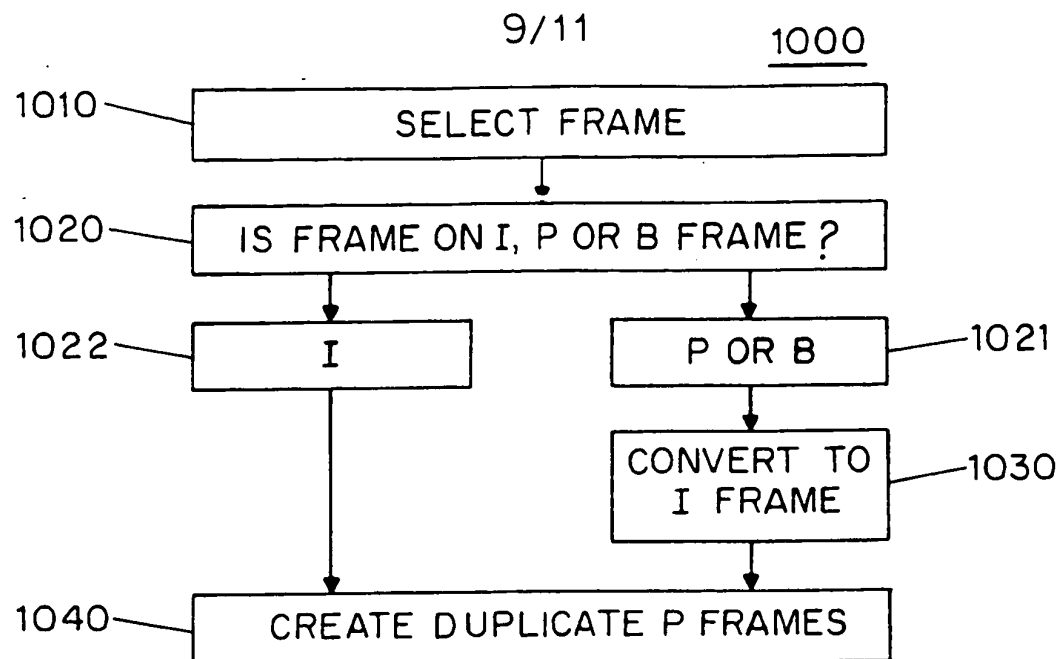 9/11
1000
1010
SELECT FRAME
1020
IS FRAME ON I, P OR B FRAME?
1022
I
P OR B
1021
CONVERT TO
I FRAME
1030
1040
CREATE DUPLICATE P FRAMES